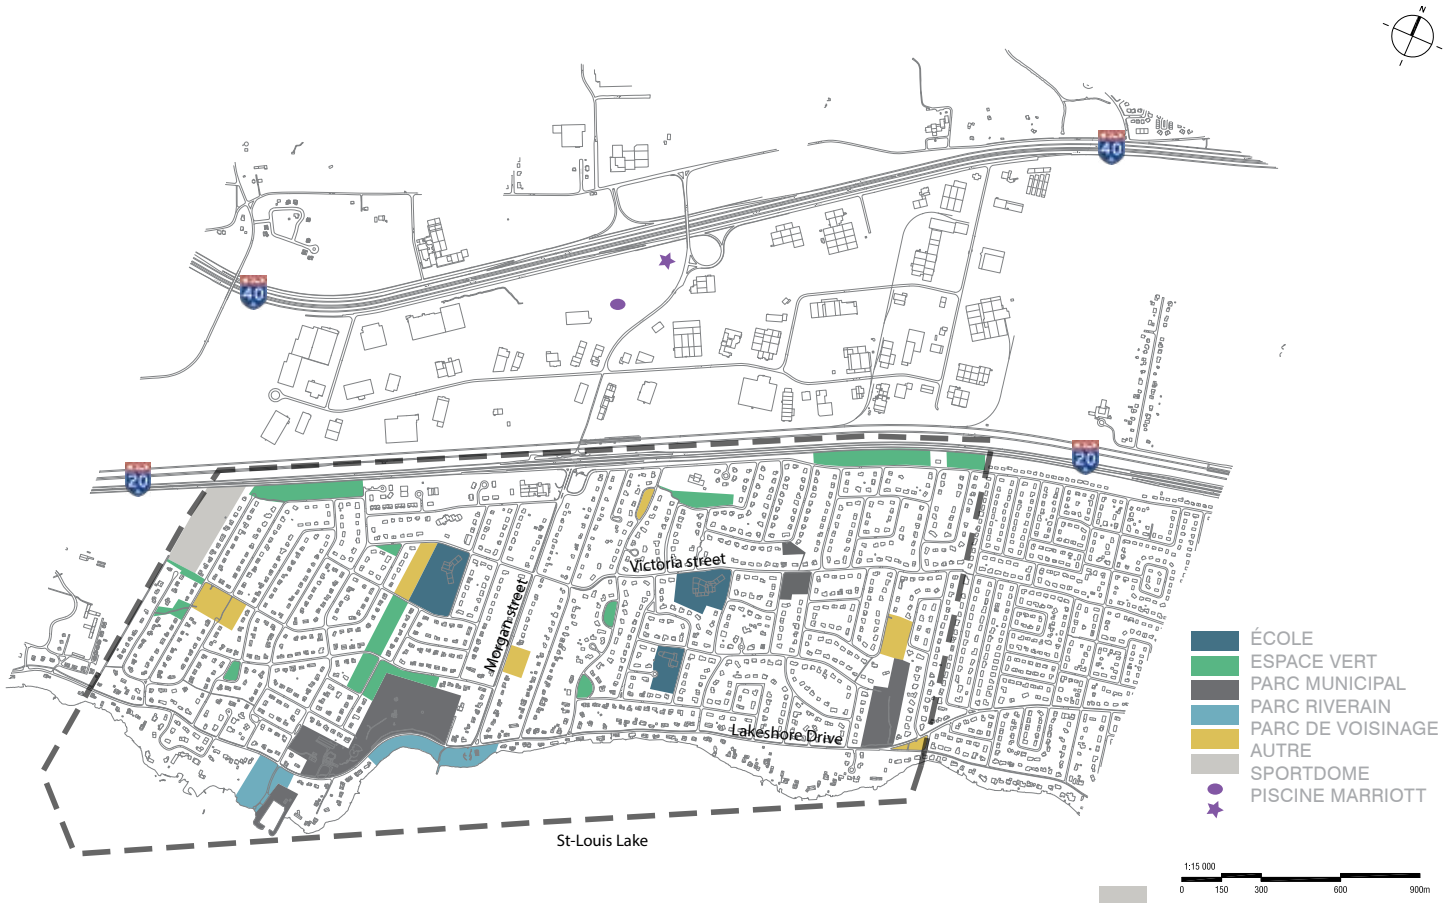 N
40
40
20
20
Victoria street
Morgan street
Lakeshore Drive
St-Louis Lake
ÉCOLE
ESPACE VERT
PARC MUNICIPAL
PARC RIVERAIN
PARC DE VOISINAGE
AUTRE
SPORTDOME
PISCINE MARRIOTT
1:15 000
0 150 300 600 900m